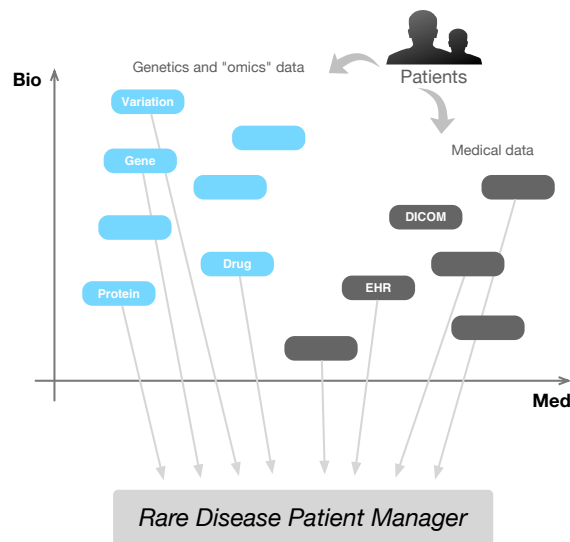 Patients
Genetics and "omics" data
Bio
Variation
Medical data
Gene
DICOM
Drug
Protein
EHR
Med
Rare Disease Patient Manager